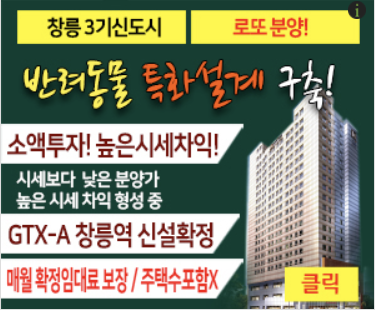 창릉 3기신도시
로또 분양!
반려동물 특화설계 구축!
소액투자! 높은시세차익!
시세보다 낮은 분양가
높은 시세 차익 형성 중
GTX-A 창릉역 신설확정
매월 확정임대료 보장 / 주택수포함X
클릭